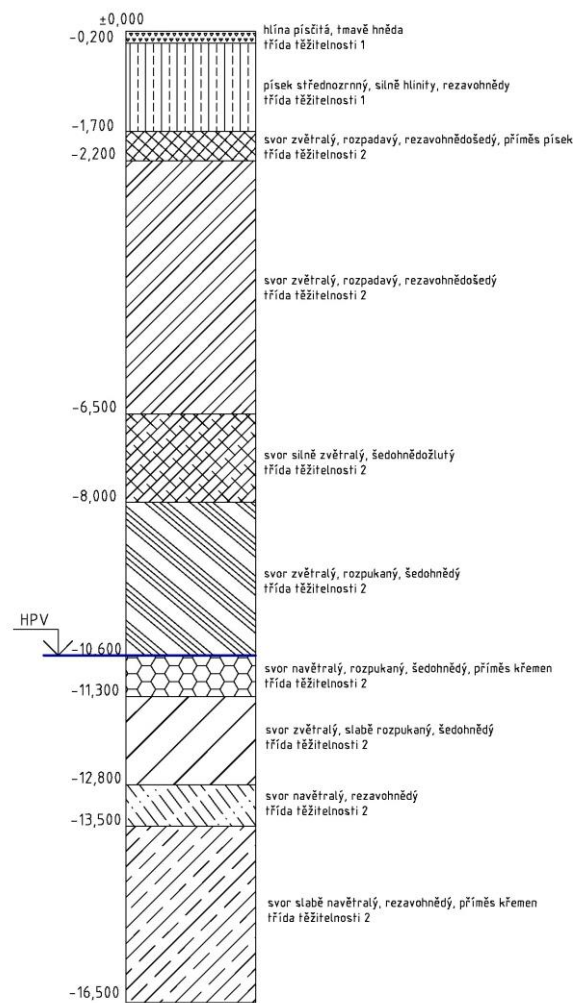 ±0,000
-0,200
hlína písčitá, tmavě hněda
třída těžitelnosti 1
písek střednozrnný, silně hlinity, rezavohnědy
třída těžitelnosti 1
-1,700
svor zvětralý, rozpadavý, rezavohnědošedý, příměs písek
třída těžitelnosti 2
-2,200
svor zvětralý, rozpadavý, rezavohnědošedý
třída těžitelnosti 2
-6,500
svor silně zvětralý, šedohnědožlutý
třída těžitelnosti 2
-8,000
svor zvětralý, rozpukaný, šedohnědý
třída těžitelnosti 2
HPV
-10.600
svor navětralý, rozpukaný, šedohnědý, příměs křemen
třída těžitelnosti 2
-11,300
svor zvětralý, slabě rozpukaný, šedohnědý
třída těžitelnosti 2
-12,800
svor navětralý, rezavohnědý
třída těžitelnosti 2
-13,500
svor slabě navětralý, rezavohnědý, příměs křemen
třída těžitelnosti 2
-16,500